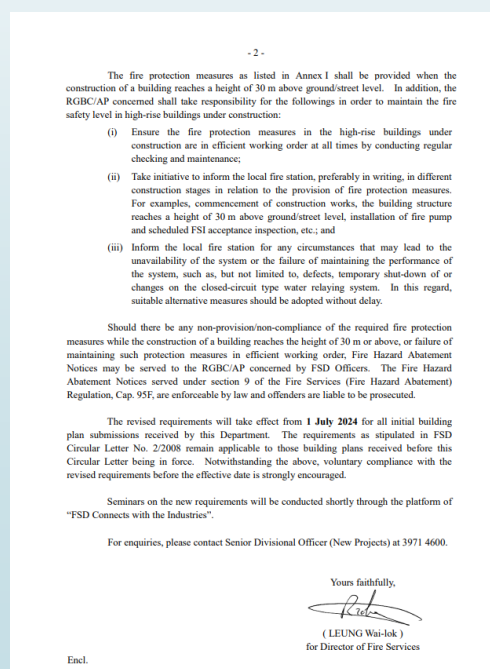 - 2 -
The fire protection measures as listed in Annex I shall be provided when the
construction of a building reaches a height of 30 m above ground/street level. In addition, the
RGBC/AP concerned shall take responsibility for the followings in order to maintain the fire
safety level in high-rise buildings under construction:
(i) Ensure the fire protection measures in the high-rise buildings under
construction are in efficient working order at all times by conducting regular
checking and maintenance;
(ii) Take initiative to inform the local fire station, preferably in writing, in different
construction stages in relation to the provision of fire protection measures.
For examples, commencement of construction works, the building structure
reaches a height of 30 m above ground/street level, installation of fire pump
and scheduled FSI acceptance inspection, etc.; and
(iii) Inform the local fire station for any circumstances that may lead to the
unavailability of the system or the failure of maintaining the performance of
the system, such as, but not limited to, defects, temporary shut-down of or
changes on the closed-circuit type water relaying system. In this regard,
suitable alternative measures should be adopted without delay.
Should there be any non-provision/non-compliance of the required fire protection
measures while the construction of a building reaches the height of 30 m or above, or failure of
maintaining such protection measures in efficient working order, Fire Hazard Abatement
Notices may be served to the RGBC/AP concerned by FSD Officers. The Fire Hazard
Abatement Notices served under section 9 of the Fire Services (Fire Hazard Abatement)
Regulation, Cap. 95F, are enforceable by law and offenders are liable to be prosecuted.
The revised requirements will take effect from 1 July 2024 for all initial building
plan submissions received by this Department. The requirements as stipulated in FSD
Circular Letter No. 2/2008 remain applicable to those building plans received before this
Circular Letter being in force. Notwithstanding the above, voluntary compliance with the
revised requirements before the effective date is strongly encouraged.
Seminars on the new requirements will be conducted shortly through the platform of
“FSD Connects with the Industries”.
For enquiries, please contact Senior Divisional Officer (New Projects) at 3971 4600.
Yours faithfully,
( LEUNG Wai-lok )
for Director of Fire Services
Encl.